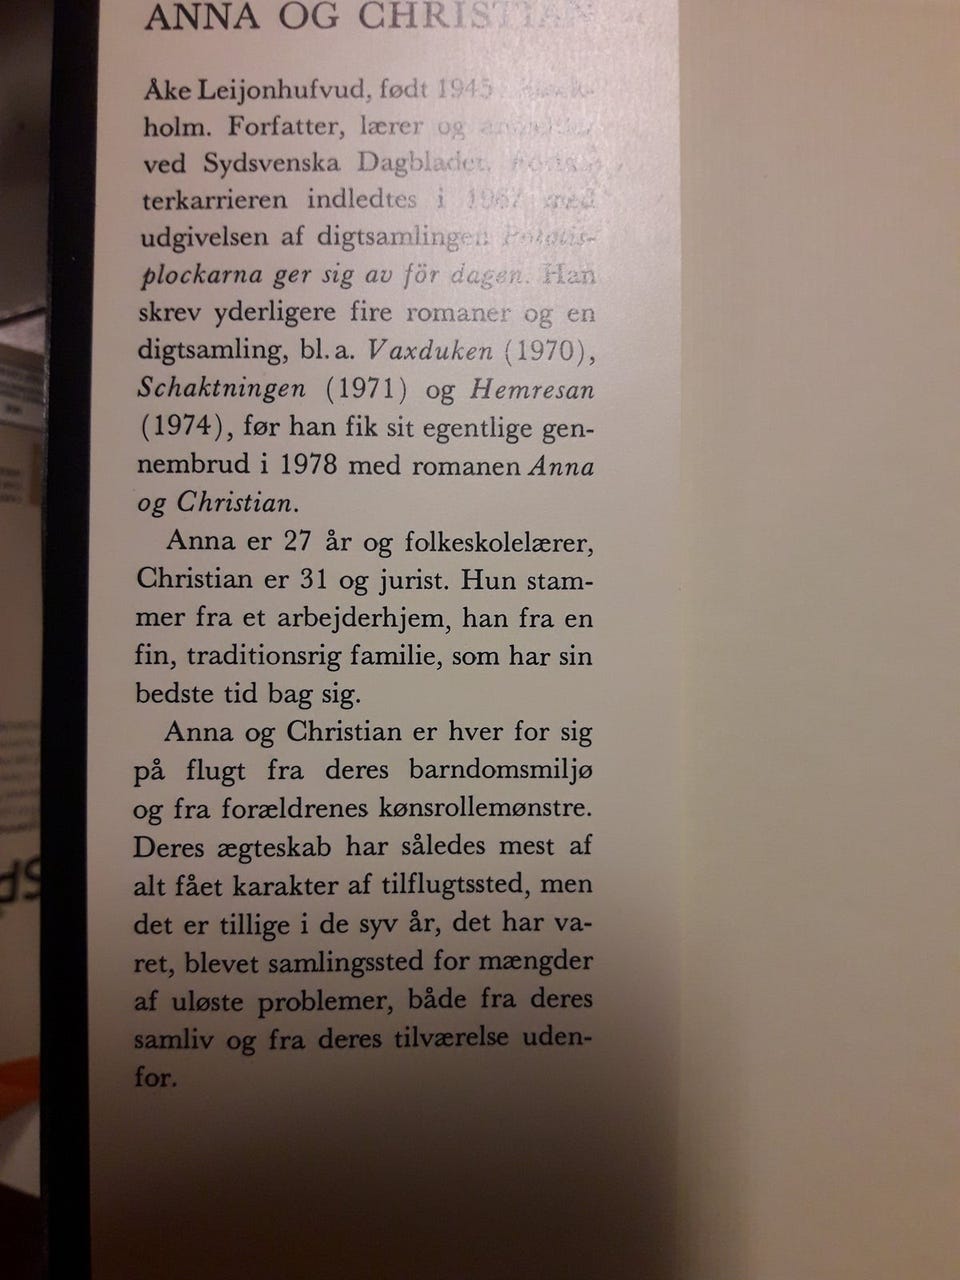 ANNA OG CHRISTIAN
Åke Leijonhufvud, født 1945
holm. Forfatter, lærer og
ved Sydsvenska Dagbladet.
terkarrieren indledtes i 1967 med
udgivelsen af digtsamlingen
plockarna ger sig av för dagen. Han
skrev yderligere fire romaner og en
digtsamling, bl. a. Vaxduken (1970),
Schaktningen (1971) og Hemresan
(1974), før han fik sit egentlige gen-
nembrud i 1978 med romanen Anna
og Christian.
Anna er 27 år og folkeskolelærer,
Christian er 31 og jurist. Hun stam-
mer fra et arbejderhjem, han fra en
fin, traditionsrig familie, som har sin
bedste tid bag sig.
Anna og Christian er hver for sig
på flugt fra deres barndomsmiljø
og fra forældrenes kønsrollemønstre.
Deres ægteskab har således mest af
alt fået karakter af tilflugtssted, men
det er tillige i de syv år, det har va-
ret, blevet samlingssted for mængder
af uløste problemer, både fra deres
samliv og fra deres tilværelse uden-
for.